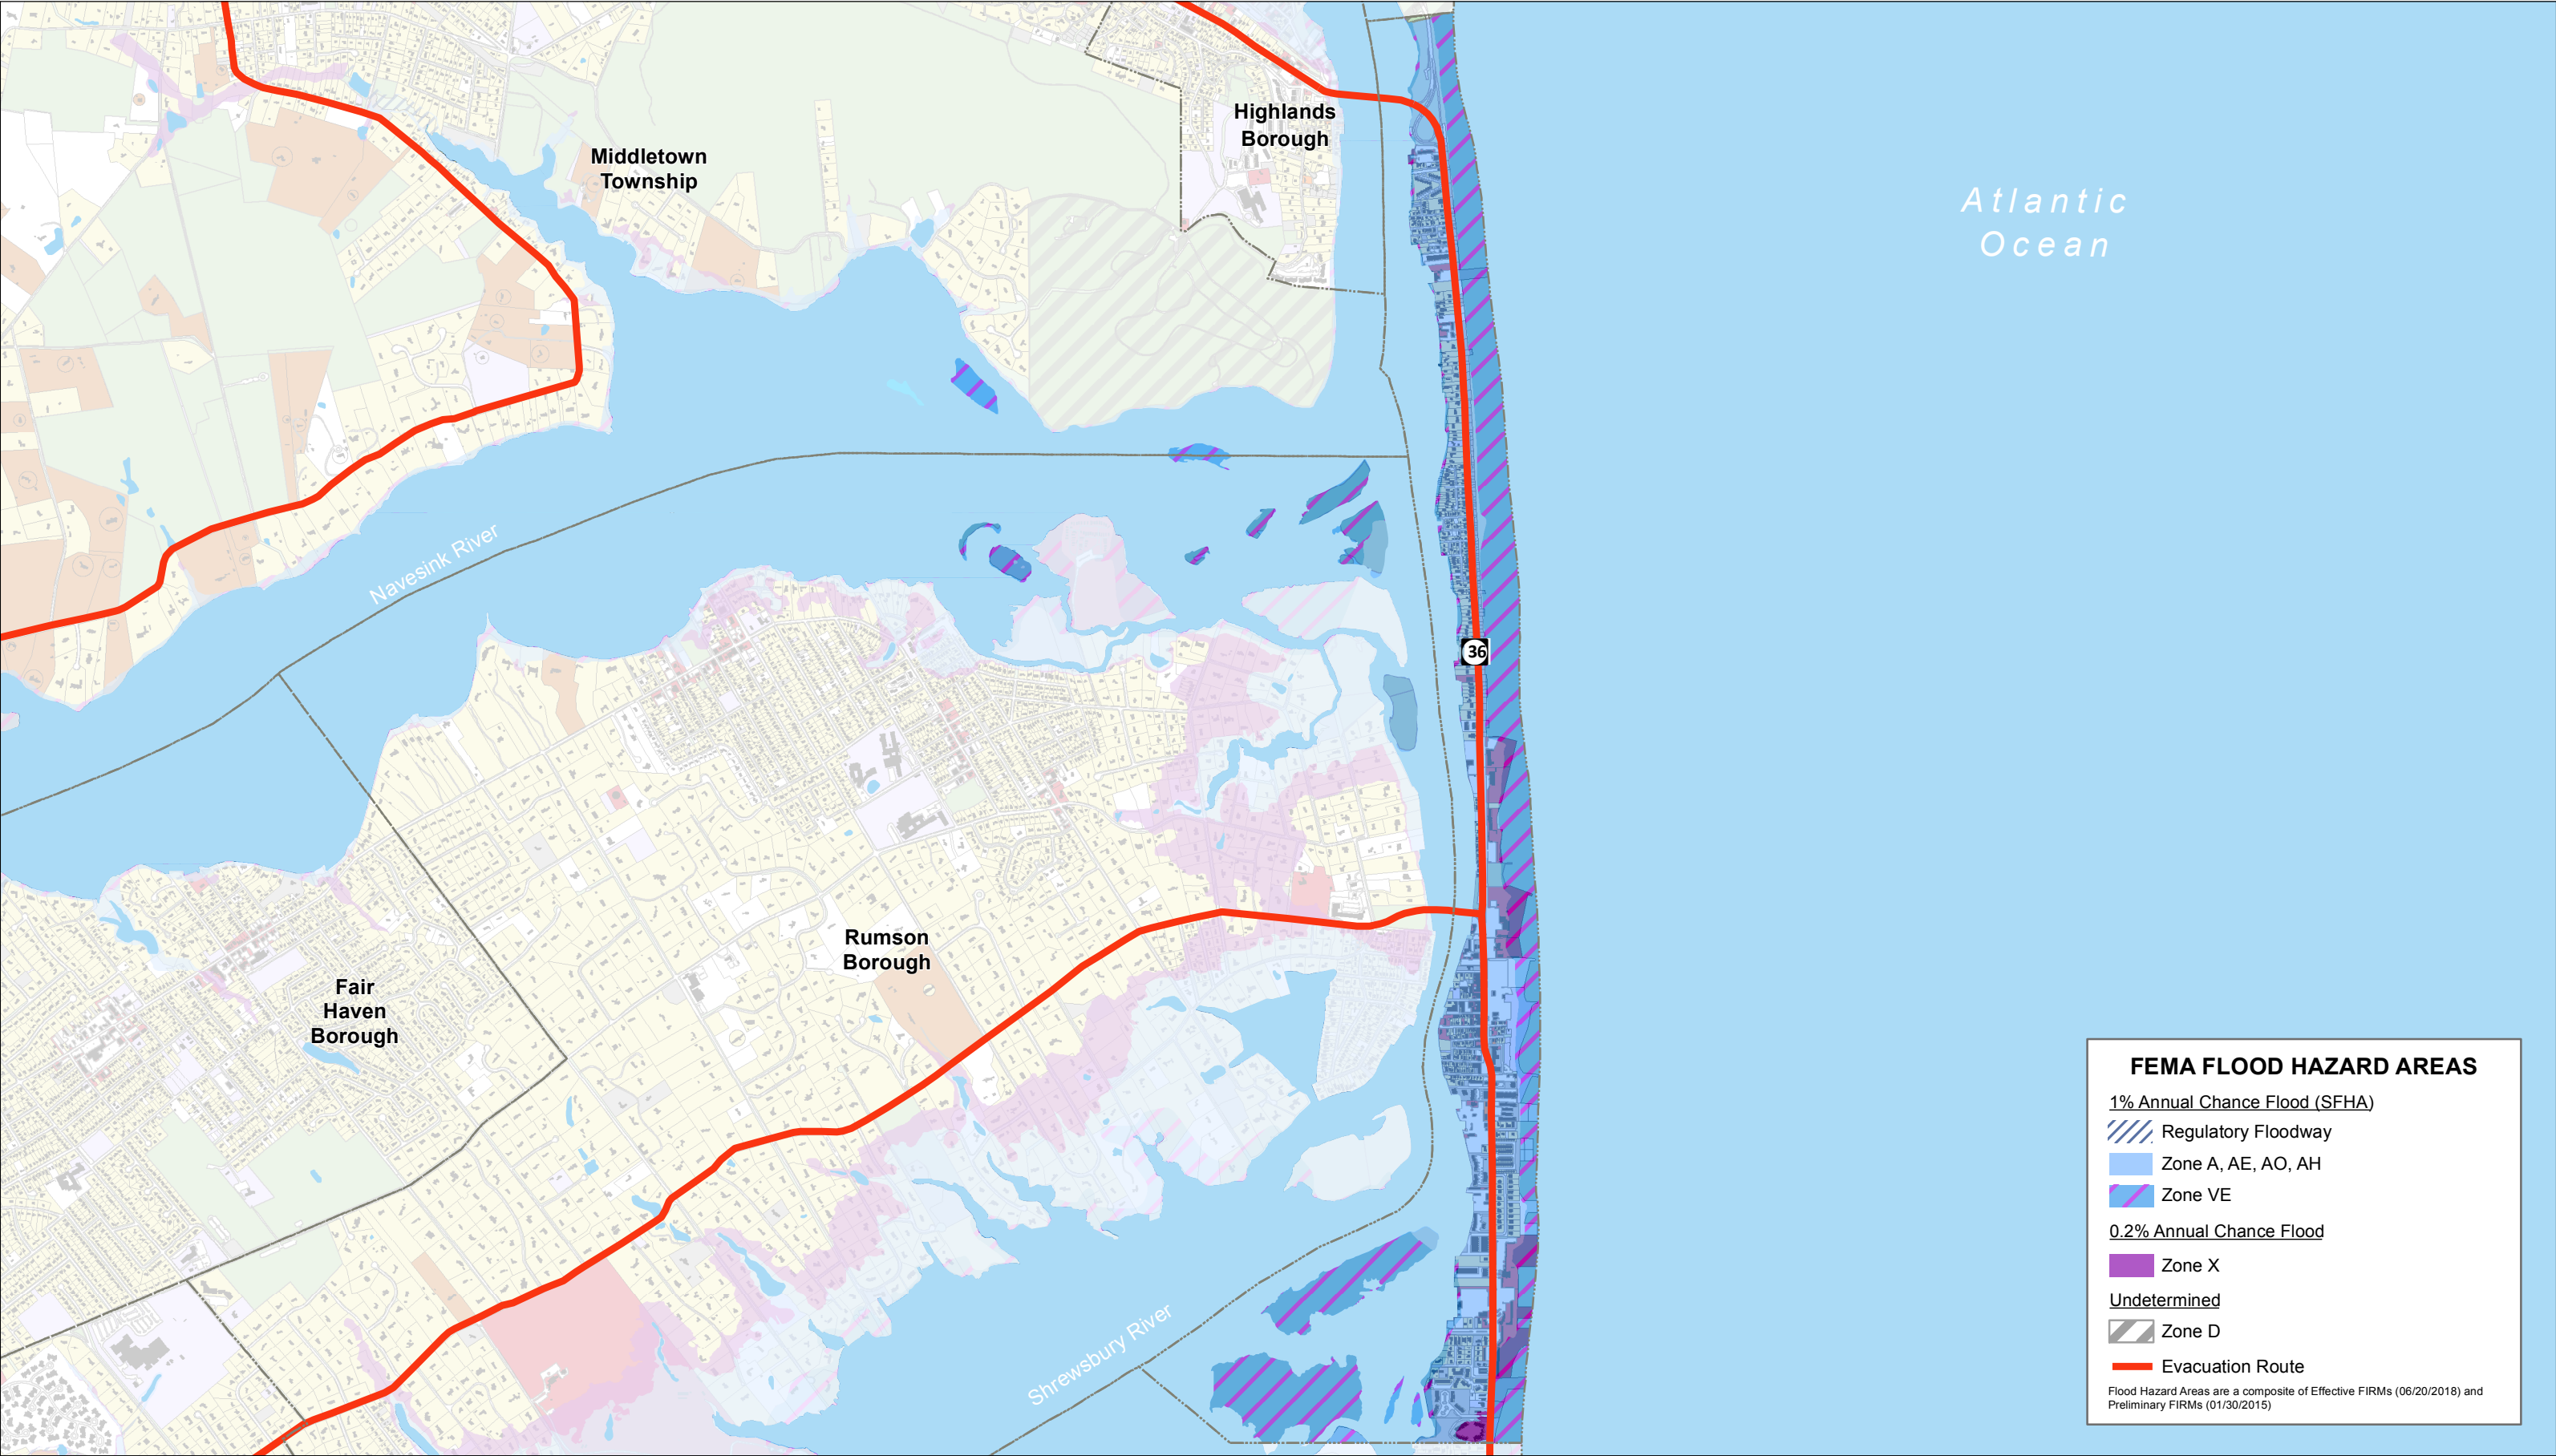 Highlands
Borough
Middletown
Township
Atlantic
Ocean
Navesink River
36
Rumson
Borough
Fair
Haven
Borough
Shrewsbury River
FEMA FLOOD HAZARD AREAS
1% Annual Chance Flood (SFHA)
Regulatory Floodway
Zone A, AE, AO, AH
Zone VE
0.2% Annual Chance Flood
Zone X
Undetermined
Zone D
Evacuation Route
Flood Hazard Areas are a composite of Effective FIRMs (06/20/2018) and
Preliminary FIRMs (01/30/2015)